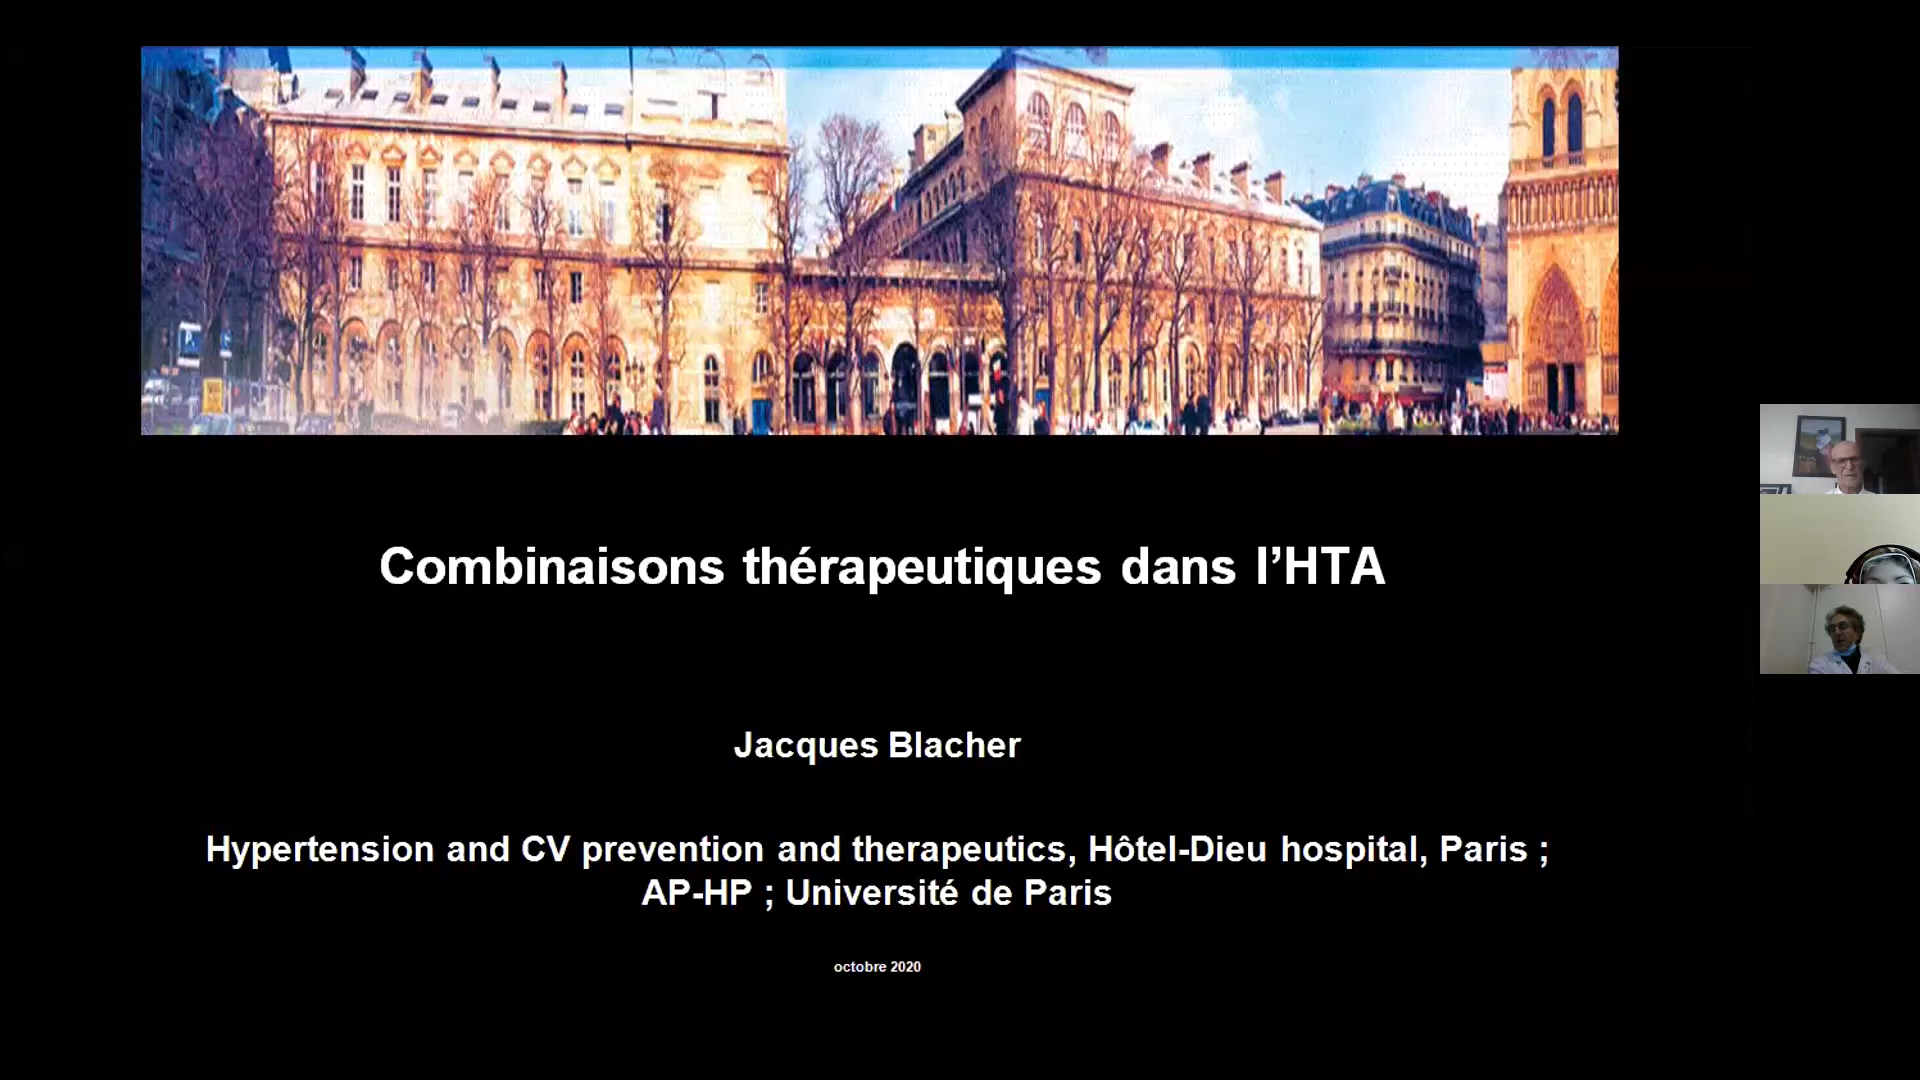 Combinaisons thérapeutiques dans l’HTA
Jacques Blacher
Hypertension and CV prevention and therapeutics, Hôtel-Dieu hospital, Paris ;
AP-HP ; Université de Paris
octobre 2020